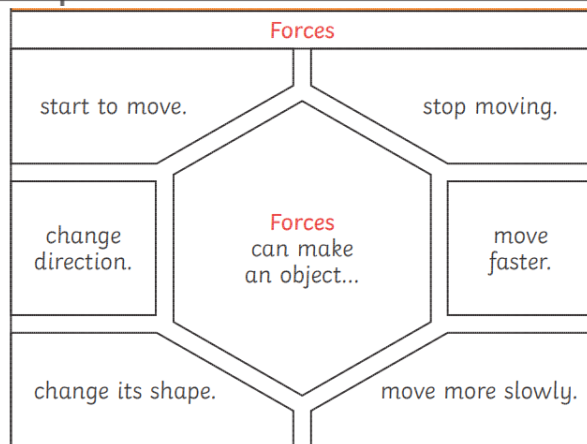 Forces
start to move.
stop moving.
Forces
can make
an object...
change
direction.
move
faster.
change its shape.
move more slowly.